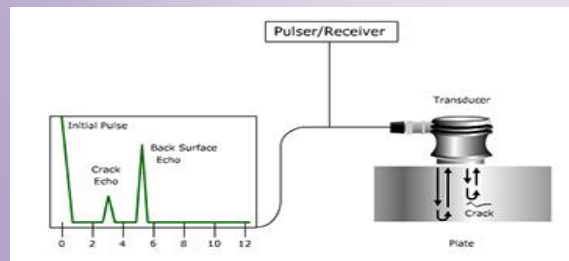 Pulser/Receiver
Transducer
Initial Pulse
Crack
Echo
Back Surface
Echo
0 2 4 6 8 10 12
Crack
Plate